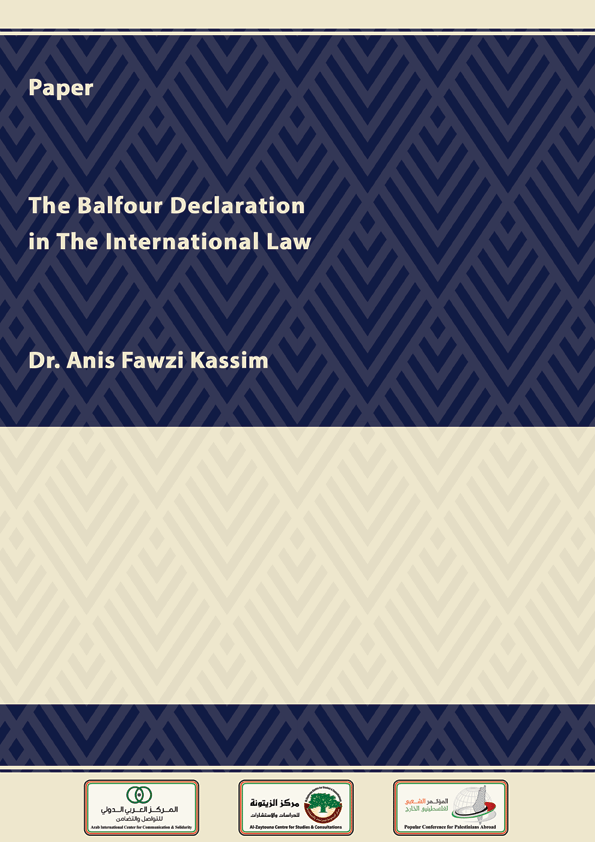 Paper
The Balfour Declaration
in The International Law
Dr. Anis Fawzi Kassim
المركز العربي الدولي
للتواصل والتضامن
Arab International Center for Communication & Solidarity
مركز الزيتونة
للدراسات والاستشارات
Al-Zaytouna Centre for Studies & Consultations
المؤتمر الشعبي
لفلسطينيي الخارج
Popular Conference for Palestinians Abroad